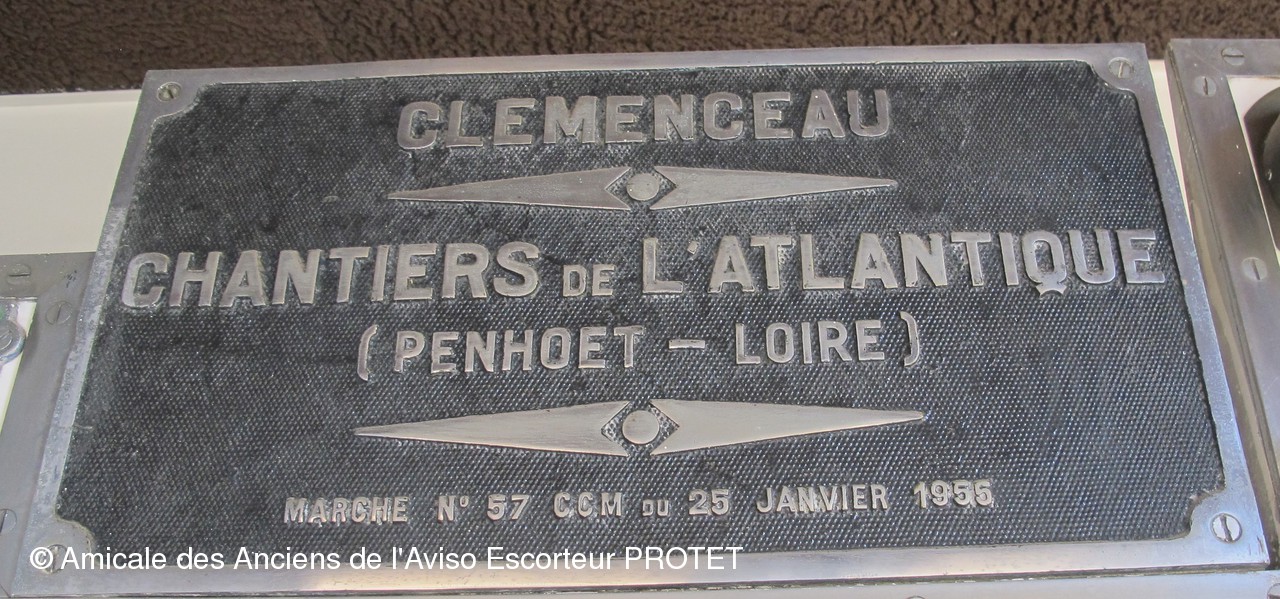 CLEMENCEAU
CHANTIERS DE L'ATLANTIQUE
(PENHOET - LOIRE)
MARCHE Nº 57 CCM DU 25 JANVIER 1955
© Amicale des Anciens de l'Aviso Escorteur PROTET